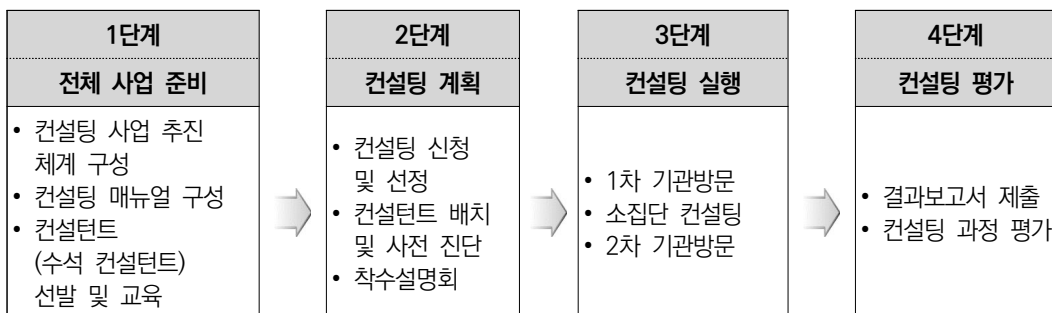 1단계
전체 사업 준비
• 컨설팅 사업 추진
체계 구성
• 컨설팅 매뉴얼 구성
• 컨설턴트
(수석 컨설턴트)
선발 및 교육
2단계
컨설팅 계획
• 컨설팅 신청
및 선정
• 컨설턴트 배치
및 사전 진단
• 착수설명회
3단계
컨설팅 실행
• 1차 기관방문
• 소집단 컨설팅
• 2차 기관방문
4단계
컨설팅 평가
• 결과보고서 제출
• 컨설팅 과정 평가